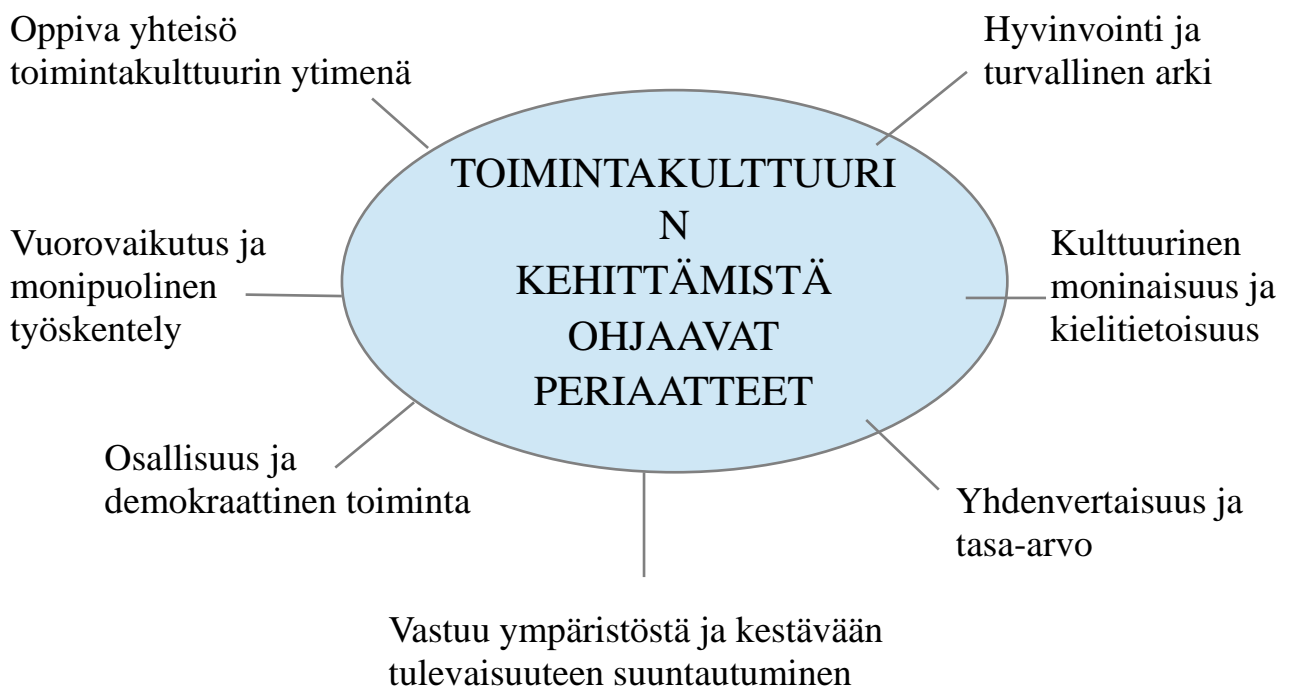 Oppiva yhteisö
toimintakulttuurin ytimenä
Hyvinvointi ja
turvallinen arki
TOIMINTAKULTTUURI
N
KEHITTÄMISTÄ
OHJAAVAT
PERIAATTEET
Vuorovaikutus ja
monipuolinen
työskentely
Kulttuurinen
moninaisuus ja
kielitietoisuus
Osallisuus ja
demokraattinen toiminta
Yhdenvertaisuus ja
tasa-arvo
Vastuu ympäristöstä ja kestävään
tulevaisuuteen suuntautuminen